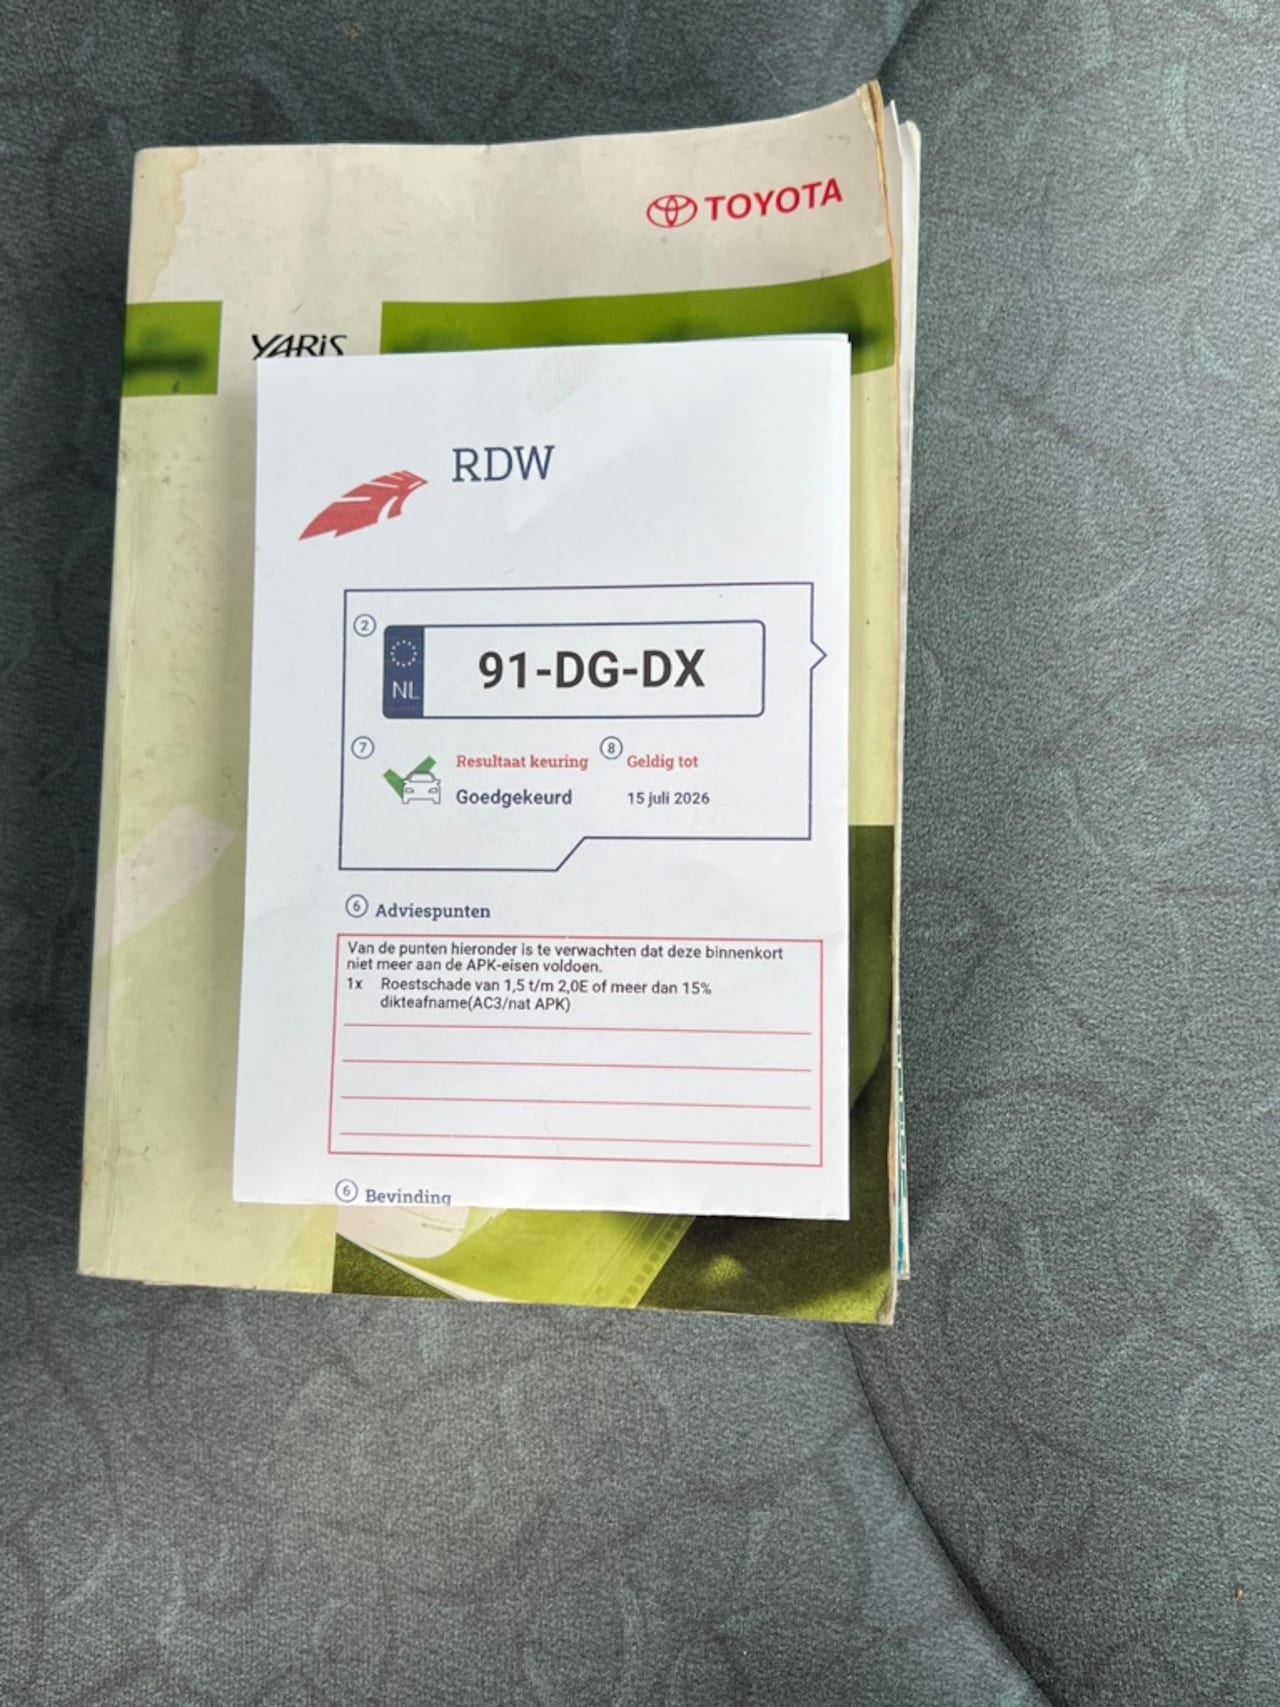 TOYOTA
YARiS
RDW
2
NL
91-DG-DX
7
Resultaat keuring
8
Geldig tot
Goedgekeurd
15 juli 2026
6 Adviespunten
Van de punten hieronder is te verwachten dat deze binnenkort
niet meer aan de APK-eisen voldoen.
1x Roestschade van 1,5 t/m 2,0E of meer dan 15%
dikteafname(AC3/nat APK)
6 Bevinding